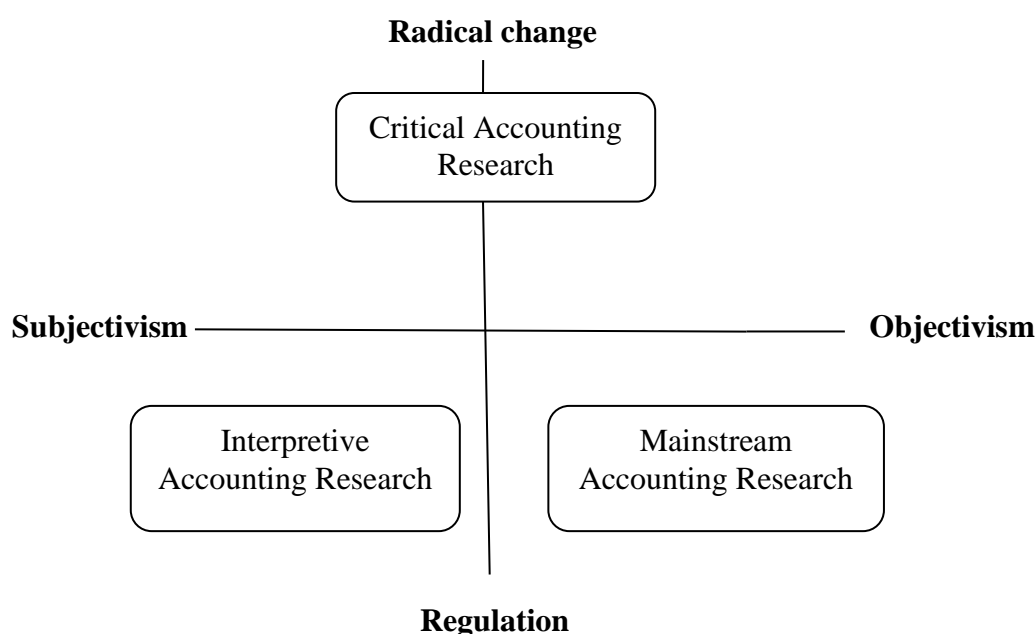 Radical change
Critical Accounting
Research
Subjectivism
Objectivism
Interpretive
Accounting Research
Mainstream
Accounting Research
Regulation